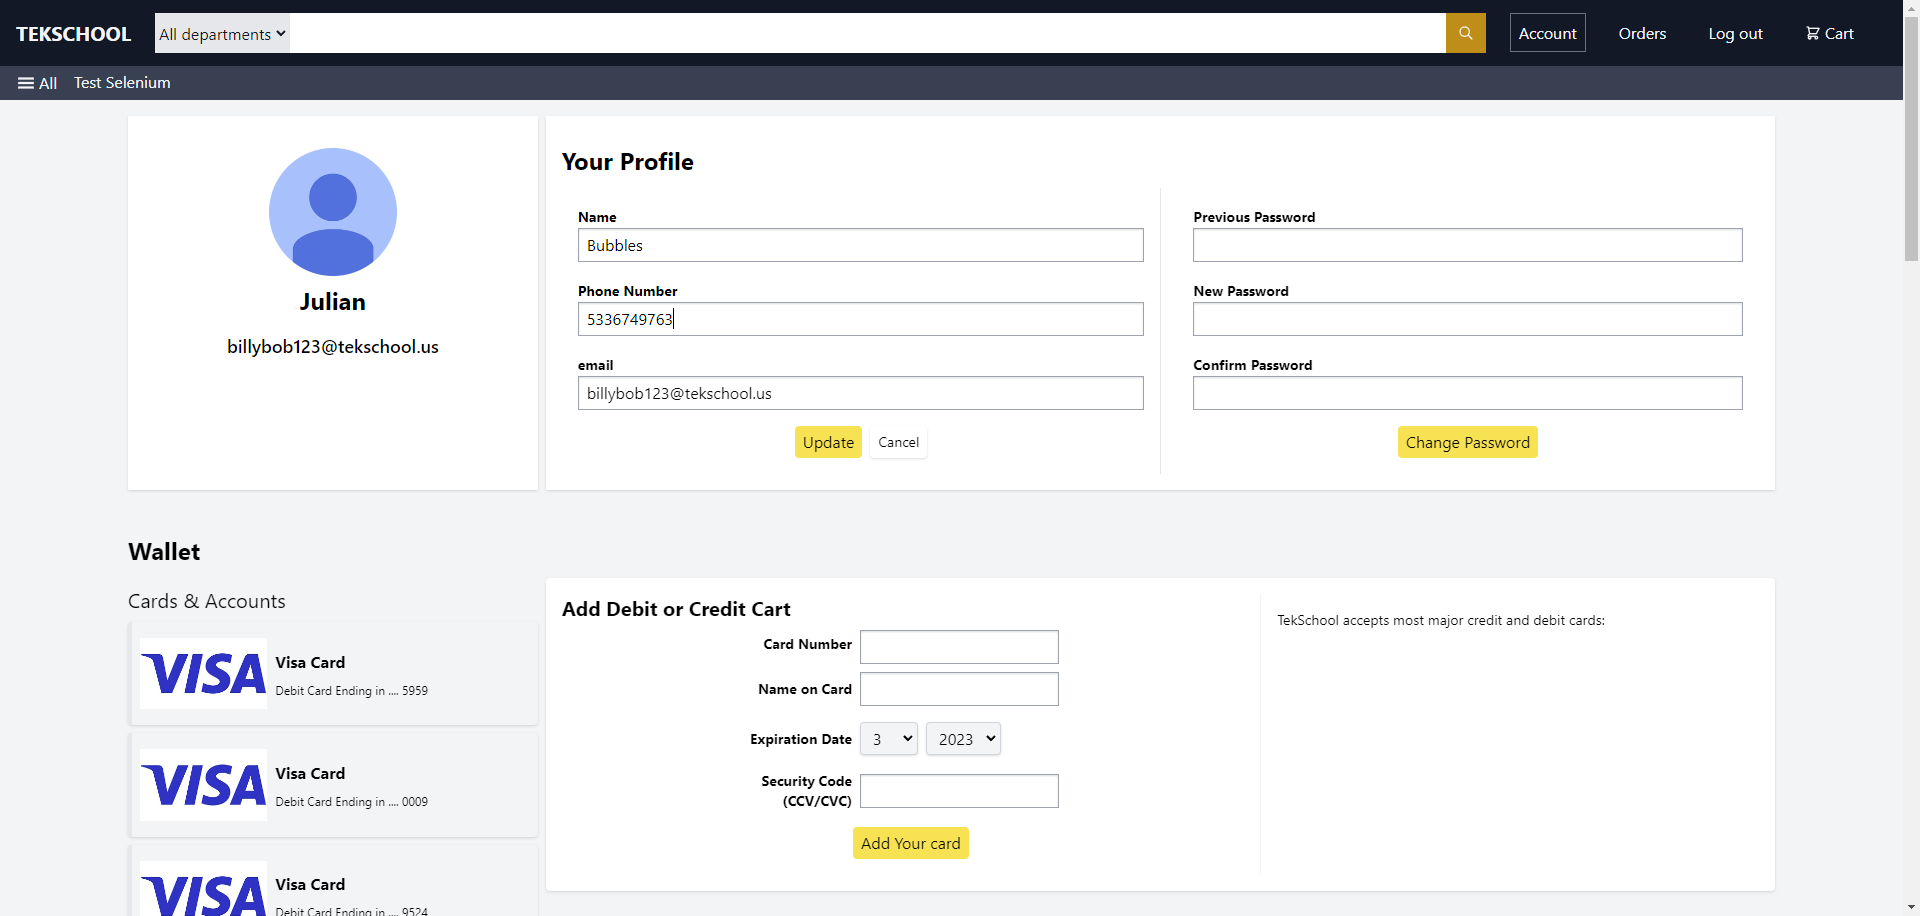 TEKSCHOOL
All departments
Account
Orders
Log out
Cart
All
Test Selenium
Julian
billybob123@tekschool.us
Your Profile
Name
Bubbles
Phone Number
5336749763
email
billybob123@tekschool.us
Update
Cancel
Previous Password
New Password
Confirm Password
Change Password
Wallet
Cards & Accounts
VISA
Visa Card
Debit Card Ending in .... 5959
VISA
Visa Card
Debit Card Ending in .... 0009
VISA
Visa Card
Debit Card Ending in .... 9524
Add Debit or Credit Cart
Card Number
Name on Card
Expiration Date
3
2023
Security Code
(CCV/CVC)
Add Your card
TekSchool accepts most major credit and debit cards: